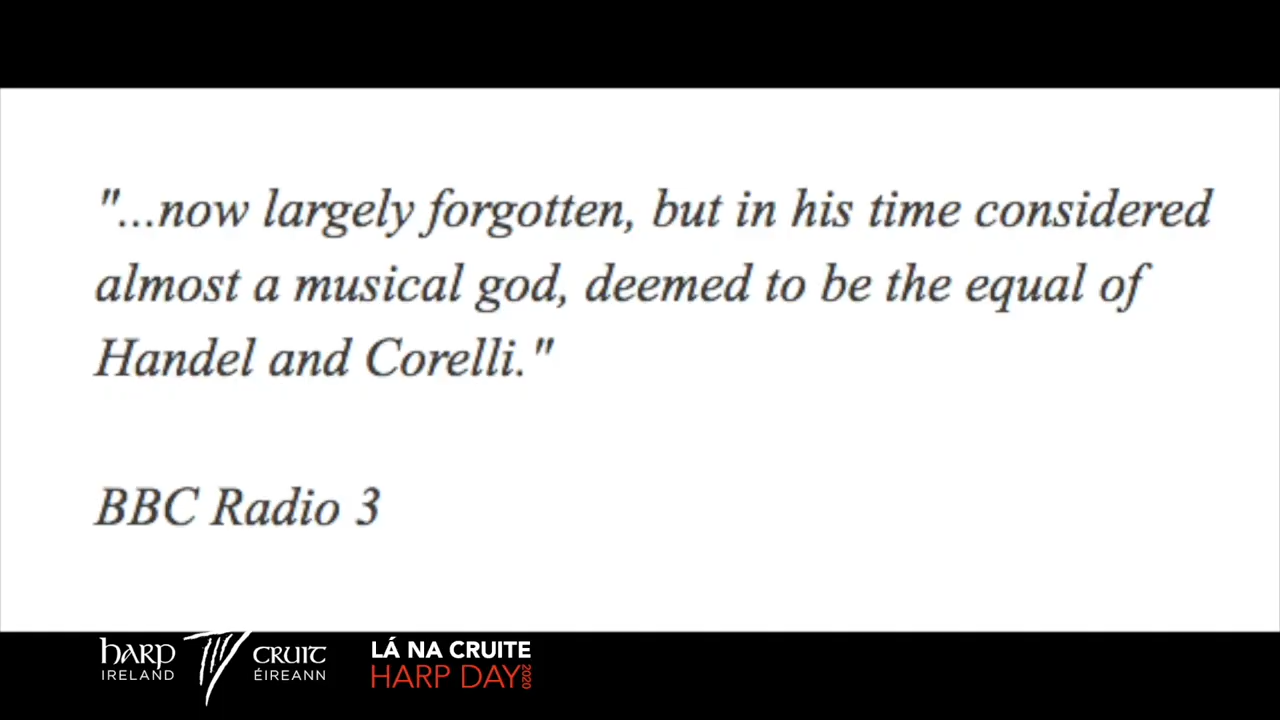 "...now largely forgotten, but in his time considered
almost a musical god, deemed to be the equal of
Handel and Corelli."
BBC Radio 3
harp cruit
IRELAND ÉIREANN
LÁ NA CRUITE
HARP DAY 2020